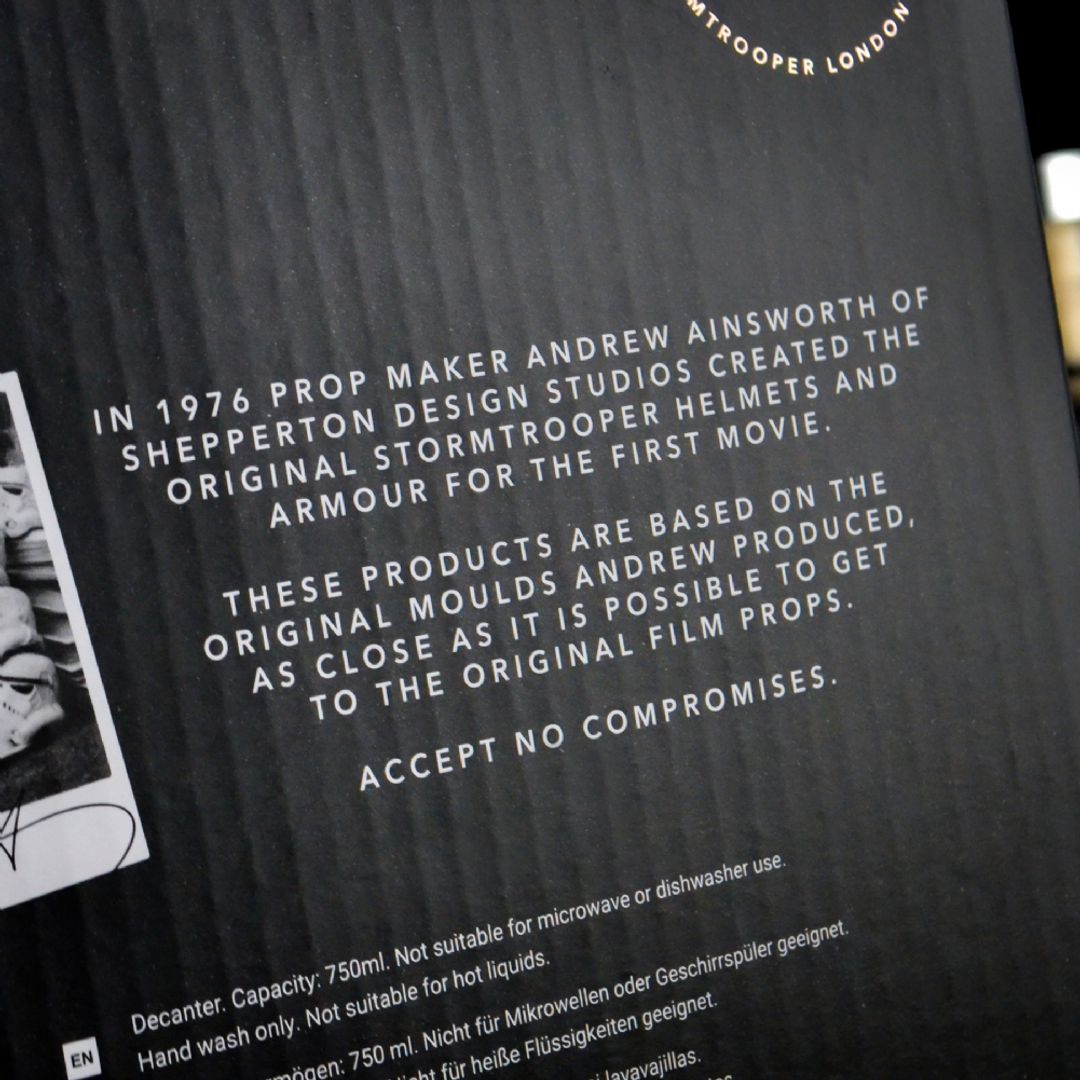 TROOPER LONDON
IN 1976 PROP MAKER ANDREW AINSWORTH OF
SHEPPERTON DESIGN STUDIOS CREATED THE
ORIGINAL STORMTROOPER HELMETS AND
ARMOUR FOR THE FIRST MOVIE.
THESE PRODUCTS ARE BASED ON THE
ORIGINAL MOULDS ANDREW PRODUCED,
AS CLOSE AS IT IS POSSIBLE TO GET
TO THE ORIGINAL FILM PROPS.
ACCEPT NO COMPROMISES.
EN
Decanter. Capacity: 750ml. Not suitable for microwave or dishwasher use.
Hand wash only. Not suitable for hot liquids.
mögen: 750 ml. Nicht für Mikrowellen oder Geschirrspüler geeignet.
für heiße Flüssigkeiten geeignet.
lavavajillas.